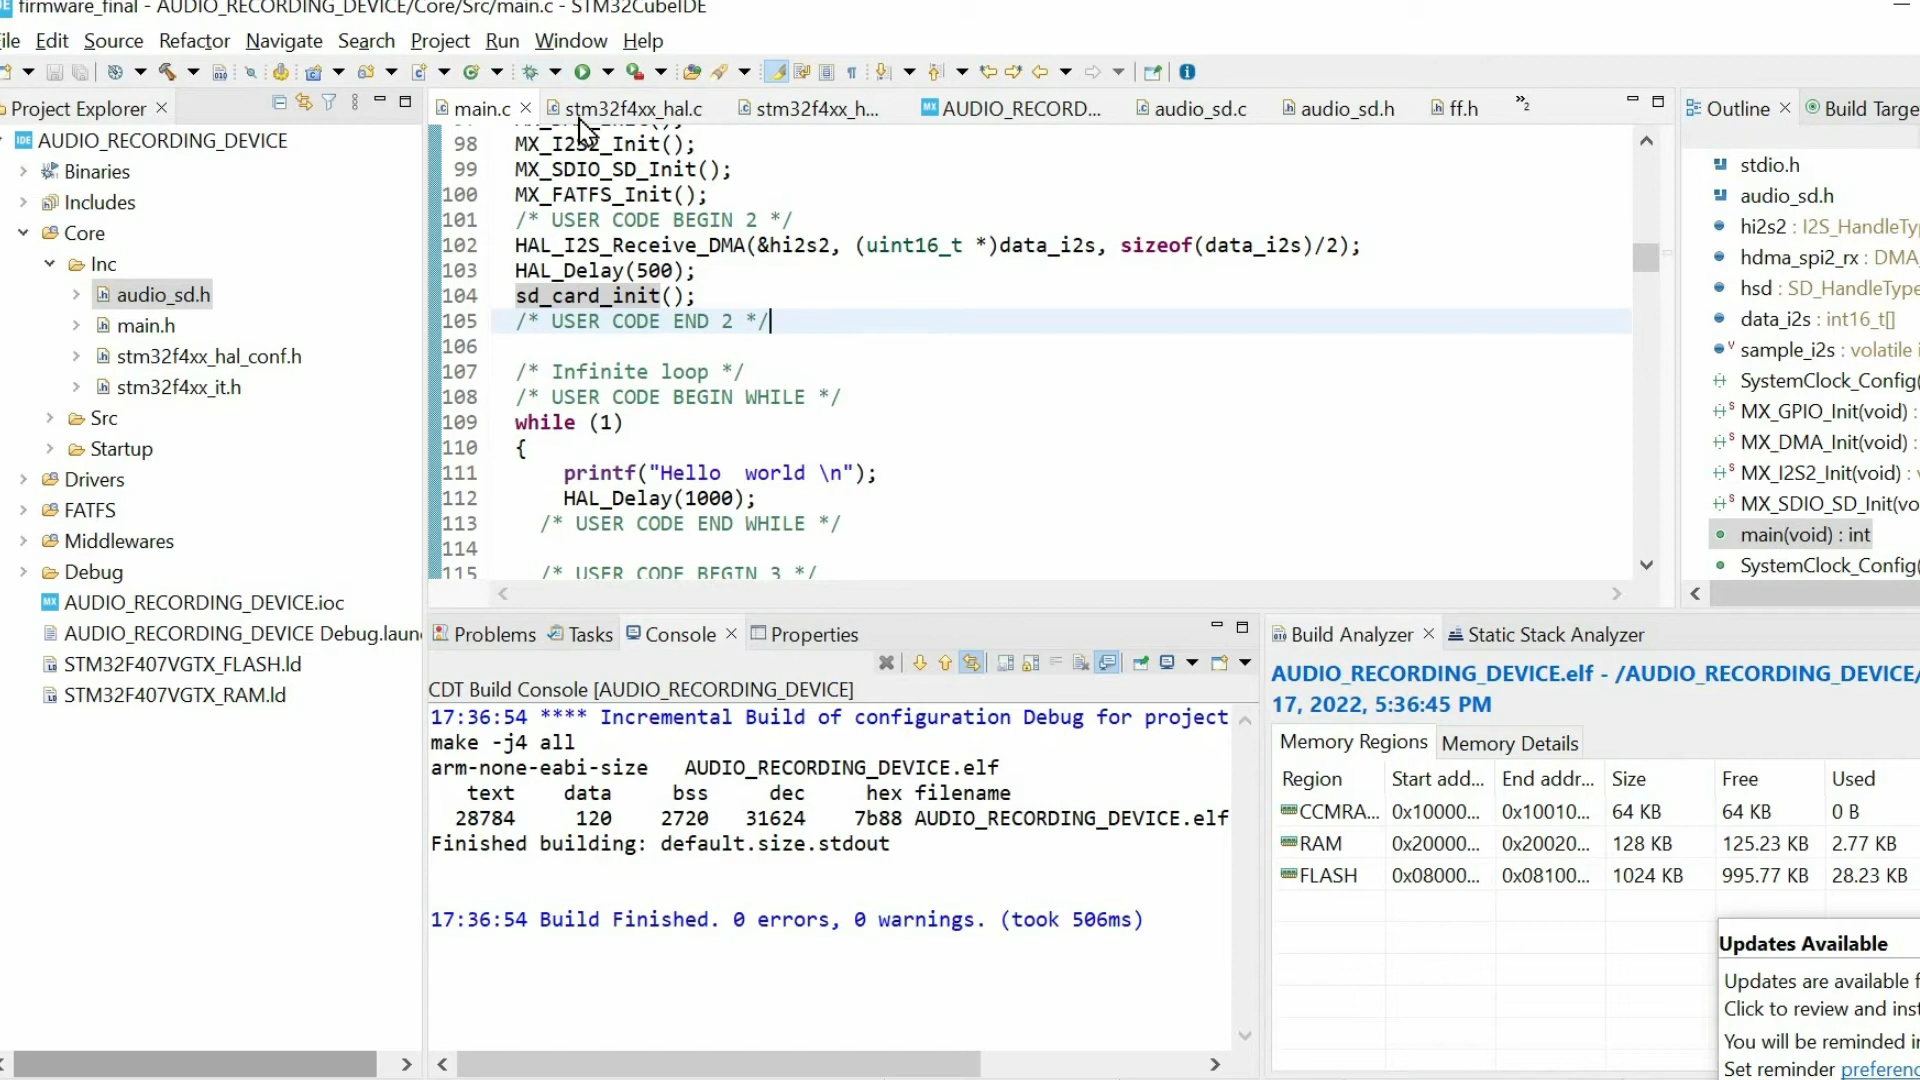 firmware_final - AUDIO_RECORDING_DEVICE/Core/Src/main.c - STM32CubeIDE
ile Edit Source Refactor Navigate Search Project Run Window Help
Project Explorer
AUDIO_RECORDING_DEVICE
Binaries
Includes
Core
Inc
audio_sd.h
main.h
stm32f4xx_hal_conf.h
stm32f4xx_it.h
Src
Startup
Drivers
FATFS
Middlewares
Debug
AUDIO_RECORDING_DEVICE.ioc
AUDIO_RECORDING_DEVICE Debug.laun
STM32F407VGTX_FLASH.ld
STM32F407VGTX_RAM.ld
main.c stm32f4xx_hal.c stm32f4xx_h... AUDIO_RECORD... audio_sd.c audio_sd.h ff.h »2
98 MX_I2S2_Init();
99 MX_SDIO_SD_Init();
100 MX_FATFS_Init();
101 /* USER CODE BEGIN 2 */
102 HAL_I2S_Receive_DMA(&hi2s2, (uint16_t *)data_i2s, sizeof(data_i2s)/2);
103 HAL_Delay(500);
104 sd_card_init();
105 /* USER CODE END 2 */
106
107 /* Infinite loop */
108 /* USER CODE BEGIN WHILE */
109 while (1)
110 {
111 printf("Hello  world \n");
112 HAL_Delay(1000);
113 /* USER CODE END WHILE */
114
115 /* USER CODE BEGIN 3 */
Outline Build Targe
stdio.h
audio_sd.h
hi2s2 : I2S_HandleTy
hdma_spi2_rx : DMA
hsd : SD_HandleType
data_i2s : int16_t[]
sample_i2s : volatile i
SystemClock_Config(
MX_GPIO_Init(void) :
MX_DMA_Init(void) :
MX_I2S2_Init(void) :
MX_SDIO_SD_Init(vo
main(void) : int
SystemClock_Config(
Problems Tasks Console Properties
CDT Build Console [AUDIO_RECORDING_DEVICE]
17:36:54 **** Incremental Build of configuration Debug for project
make -j4 all
arm-none-eabi-size AUDIO_RECORDING_DEVICE.elf
text data bss dec hex filename
28784 120 2720 31624 7b88 AUDIO_RECORDING_DEVICE.elf
Finished building: default.size.stdout
17:36:54 Build Finished. 0 errors, 0 warnings. (took 506ms)
Build Analyzer Static Stack Analyzer
AUDIO_RECORDING_DEVICE.elf - /AUDIO_RECORDING_DEVICE/
17, 2022, 5:36:45 PM
Memory Regions Memory Details
Region Start add... End addr... Size Free Used
CCMRA... 0x10000... 0x10010... 64 KB 64 KB 0 B
RAM 0x20000... 0x20020... 128 KB 125.23 KB 2.77 KB
FLASH 0x08000... 0x08100... 1024 KB 995.77 KB 28.23 KB
Updates Available
Updates are available f
Click to review and inst
You will be reminded i
Set reminder preferenc